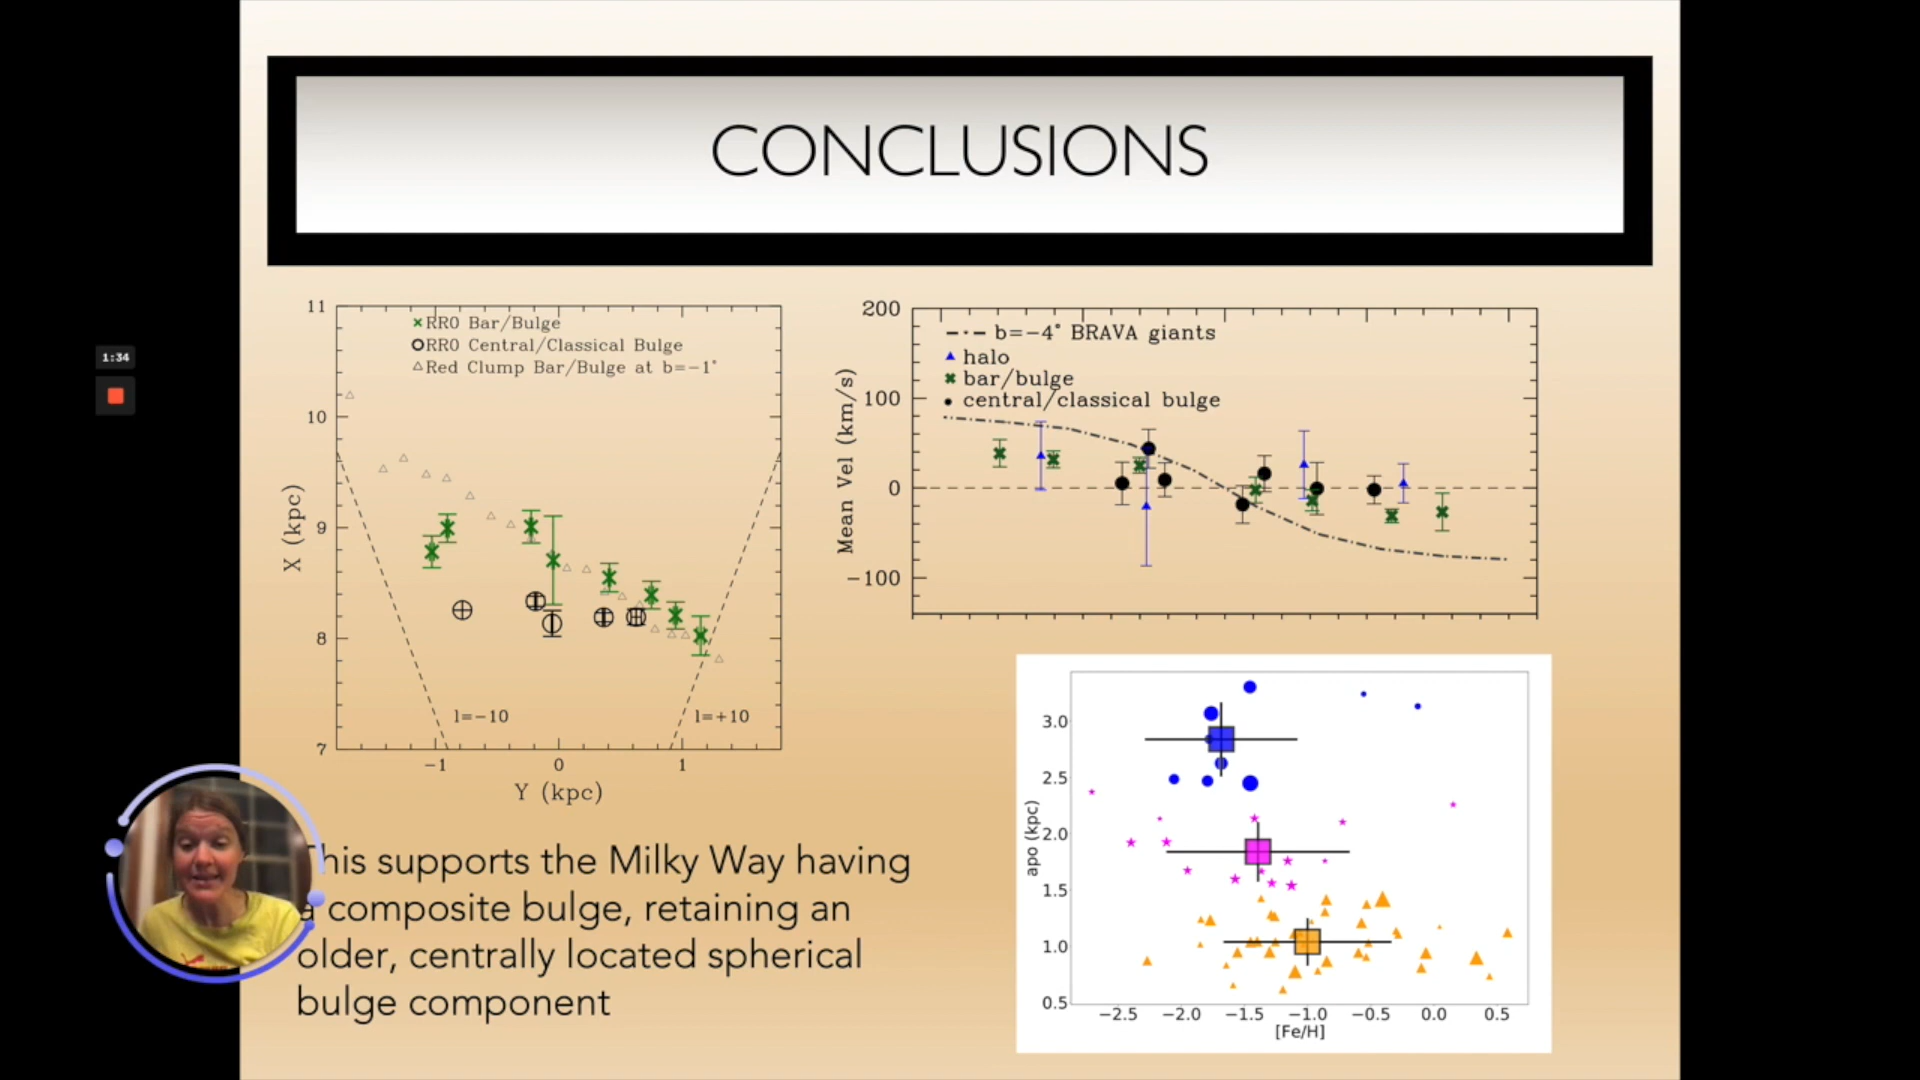 CONCLUSIONS
1:34
11
10
9
8
7
X (kpc)
×RR0 Bar/Bulge
RR0 Central/Classical Bulge
Red Clump Bar/Bulge at b=−1°
l=−10
l=+10
−1
0
1
Y (kpc)
200
100
0
−100
Mean Vel (km/s)
b=−4° BRAVA giants
halo
bar/bulge
central/classical bulge
3.0
2.5
2.0
1.5
1.0
0.5
apo (kpc)
−2.5 −2.0 −1.5 −1.0 −0.5 0.0 0.5
[Fe/H]
This supports the Milky Way having
a composite bulge, retaining an
older, centrally located spherical
bulge component